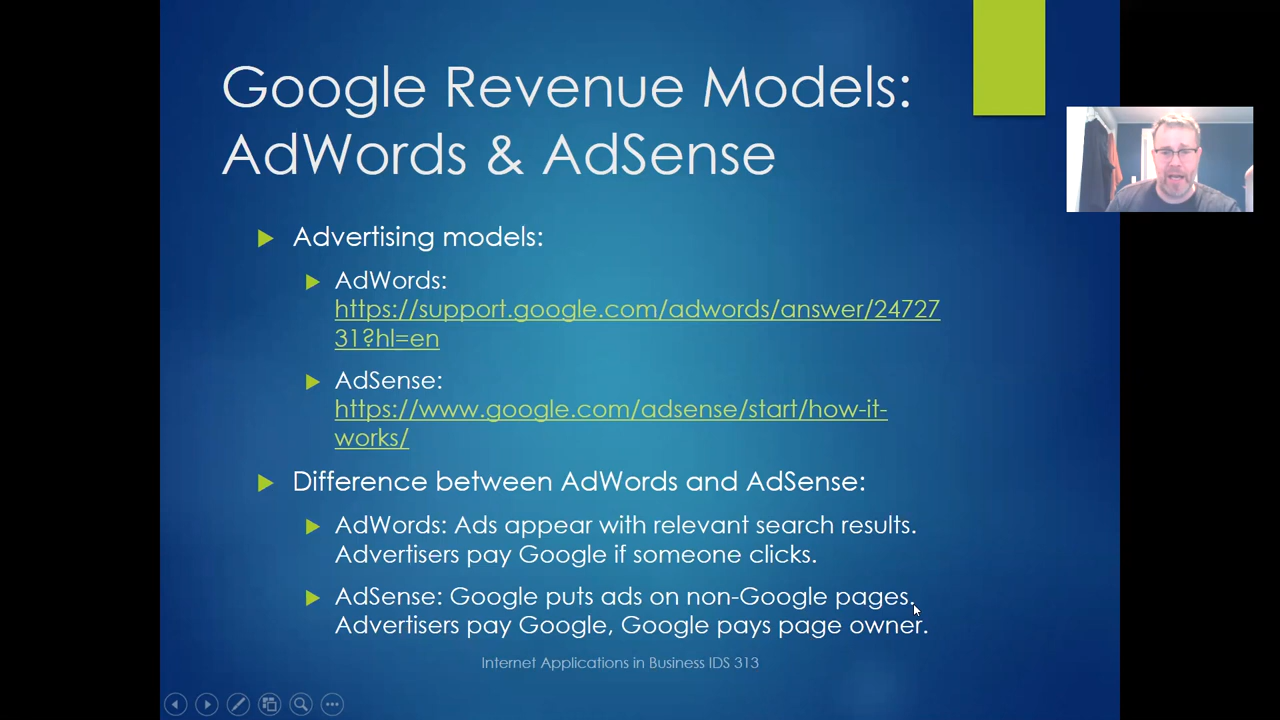 Google Revenue Models:
AdWords & AdSense
Advertising models:
AdWords:
https://support.google.com/adwords/answer/24727
31?hl=en
AdSense:
https://www.google.com/adsense/start/how-it-
works/
Difference between AdWords and AdSense:
AdWords: Ads appear with relevant search results.
Advertisers pay Google if someone clicks.
AdSense: Google puts ads on non-Google pages.
Advertisers pay Google, Google pays page owner.
Internet Applications in Business IDS 313